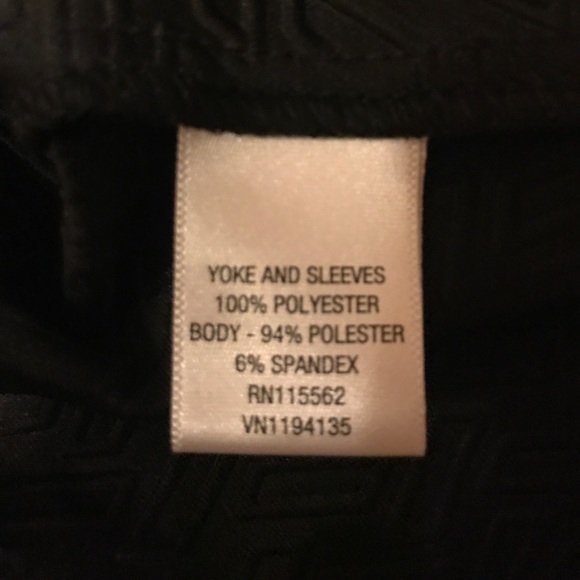 YOKE AND SLEEVES
100% POLYESTER
BODY - 94% POLESTER
6% SPANDEX
RN115562
VN1194135